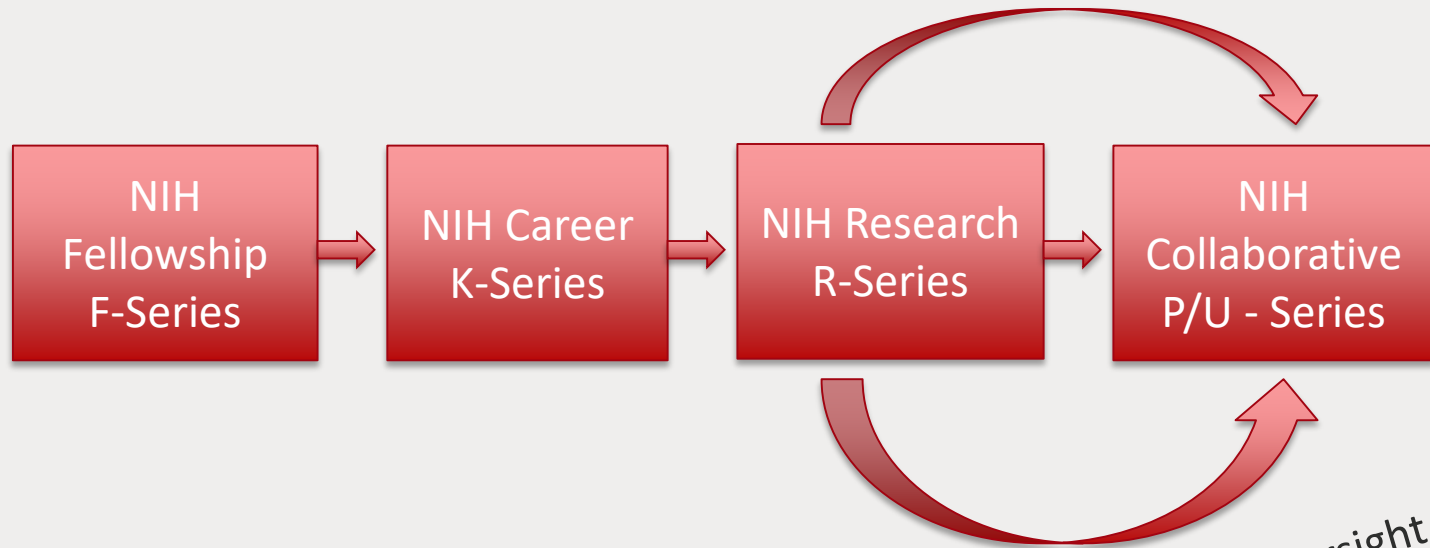 NIH
Fellowship
F-Series
NIH Career
K-Series
NIH Research
R-Series
NIH
Collaborative
P/U - Series